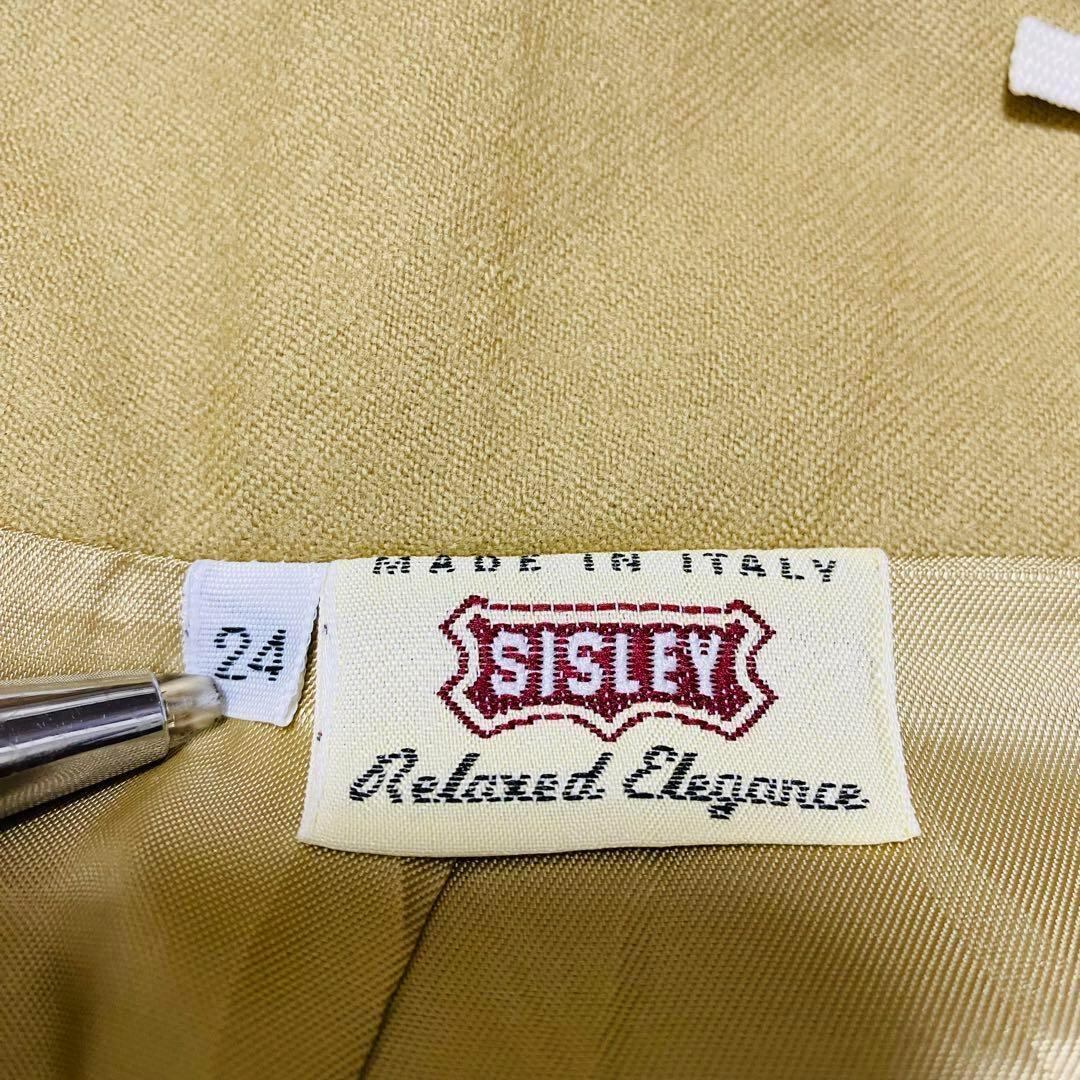 MADE IN ITALY
SISLEY
Relaxed Elegance
24